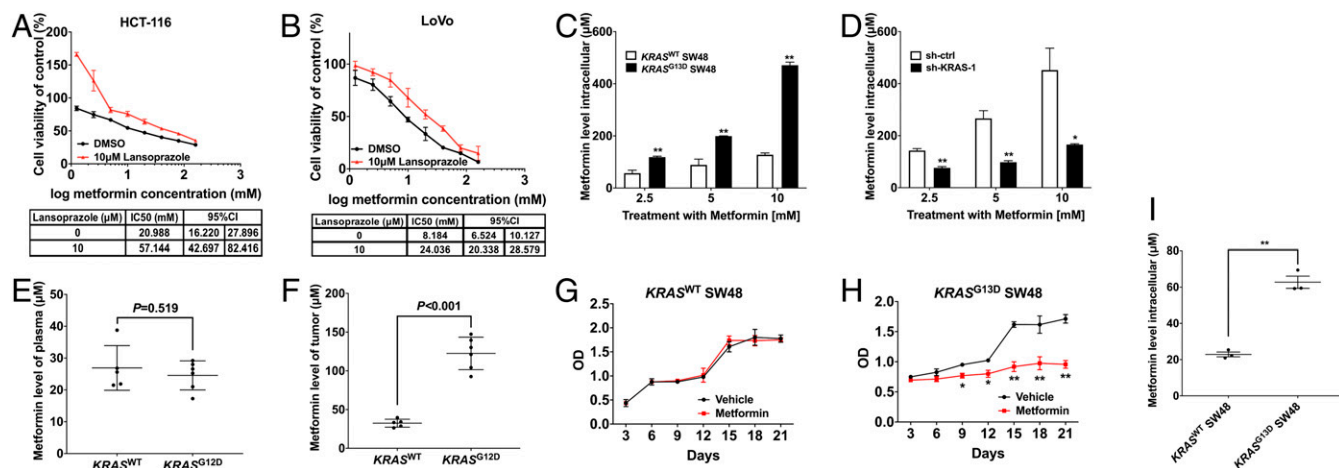 A
HCT-116
Cell viability of control (%)
200
150
100
50
0
0 1 2 3
DMSO
10μM Lansoprazole
log metformin concentration (mM)
Lansoprazole (μM) IC50 (mM) 95%CI
0 20.988 16.220 27.896
10 57.144 42.697 82.416
B
LoVo
Cell viability of control (%)
100
50
0
0 1 2 3
DMSO
10μM Lansoprazole
log metformin concentration (mM)
Lansoprazole (μM) IC50 (mM) 95%CI
0 8.184 6.524 10.127
10 24.036 20.338 28.579
C
Metformin level intracellular (μM)
600
400
200
0
KRASWT SW48
KRASG13D SW48
** ** **
2.5 5 10
Treatment with Metformin [mM]
D
Metformin level intracellular (μM)
600
400
200
0
sh-ctrl
sh-KRAS-1
** ** *
2.5 5 10
Treatment with Metformin [mM]
E
Metformin level of plasma (μM)
50
40
30
20
10
0
P=0.519
KRASWT KRASG12D
F
Metformin level of tumor (μM)
200
150
100
50
0
P<0.001
KRASWT KRASG12D
G
KRASWT SW48
OD
2.5
2.0
1.5
1.0
0.5
0.0
Vehicle
Metformin
3 6 9 12 15 18 21
Days
H
KRASG13D SW48
OD
2.0
1.5
1.0
0.5
0.0
* * ** ** **
Vehicle
Metformin
3 6 9 12 15 18 21
Days
I
Metformin level intracellular (μM)
80
60
40
20
0
**
KRASWT SW48
KRASG13D SW48